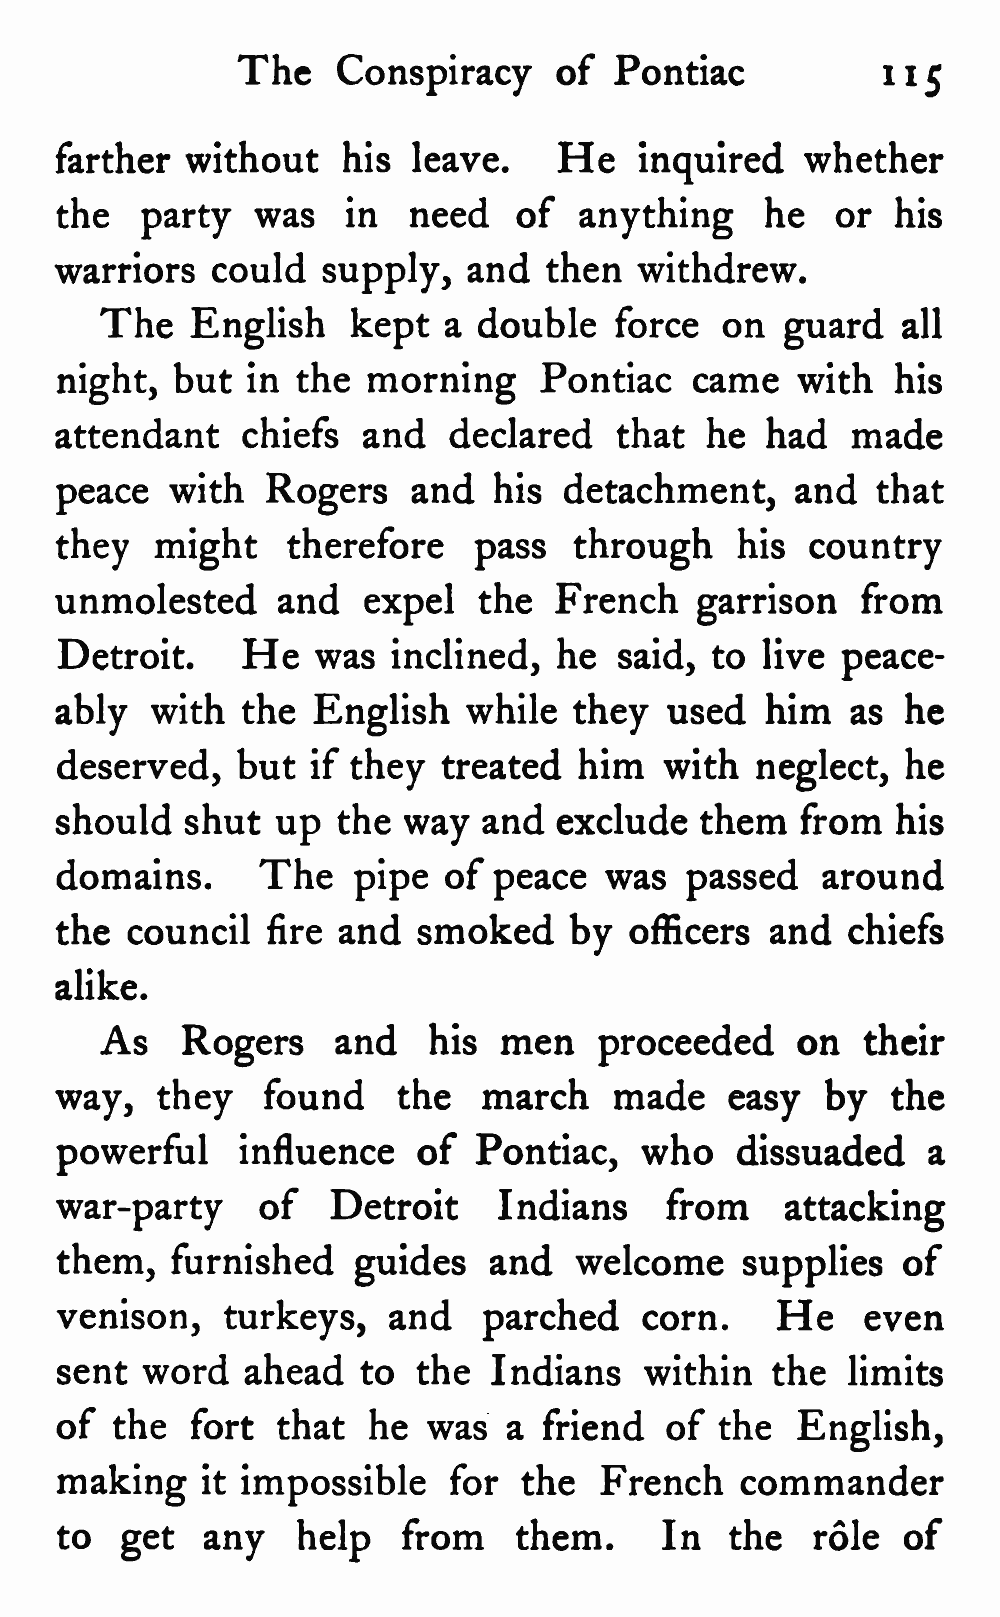 The Conspiracy of Pontiac 115
farther without his leave. He inquired whether
the party was in need of anything he or his
warriors could supply, and then withdrew.
The English kept a double force on guard all
night, but in the morning Pontiac came with his
attendant chiefs and declared that he had made
peace with Rogers and his detachment, and that
they might therefore pass through his country
unmolested and expel the French garrison from
Detroit. He was inclined, he said, to live peace-
ably with the English while they used him as he
deserved, but if they treated him with neglect, he
should shut up the way and exclude them from his
domains. The pipe of peace was passed around
the council fire and smoked by officers and chiefs
alike.
As Rogers and his men proceeded on their
way, they found the march made easy by the
powerful influence of Pontiac, who dissuaded a
war-party of Detroit Indians from attacking
them, furnished guides and welcome supplies of
venison, turkeys, and parched corn. He even
sent word ahead to the Indians within the limits
of the fort that he was a friend of the English,
making it impossible for the French commander
to get any help from them. In the rôle of